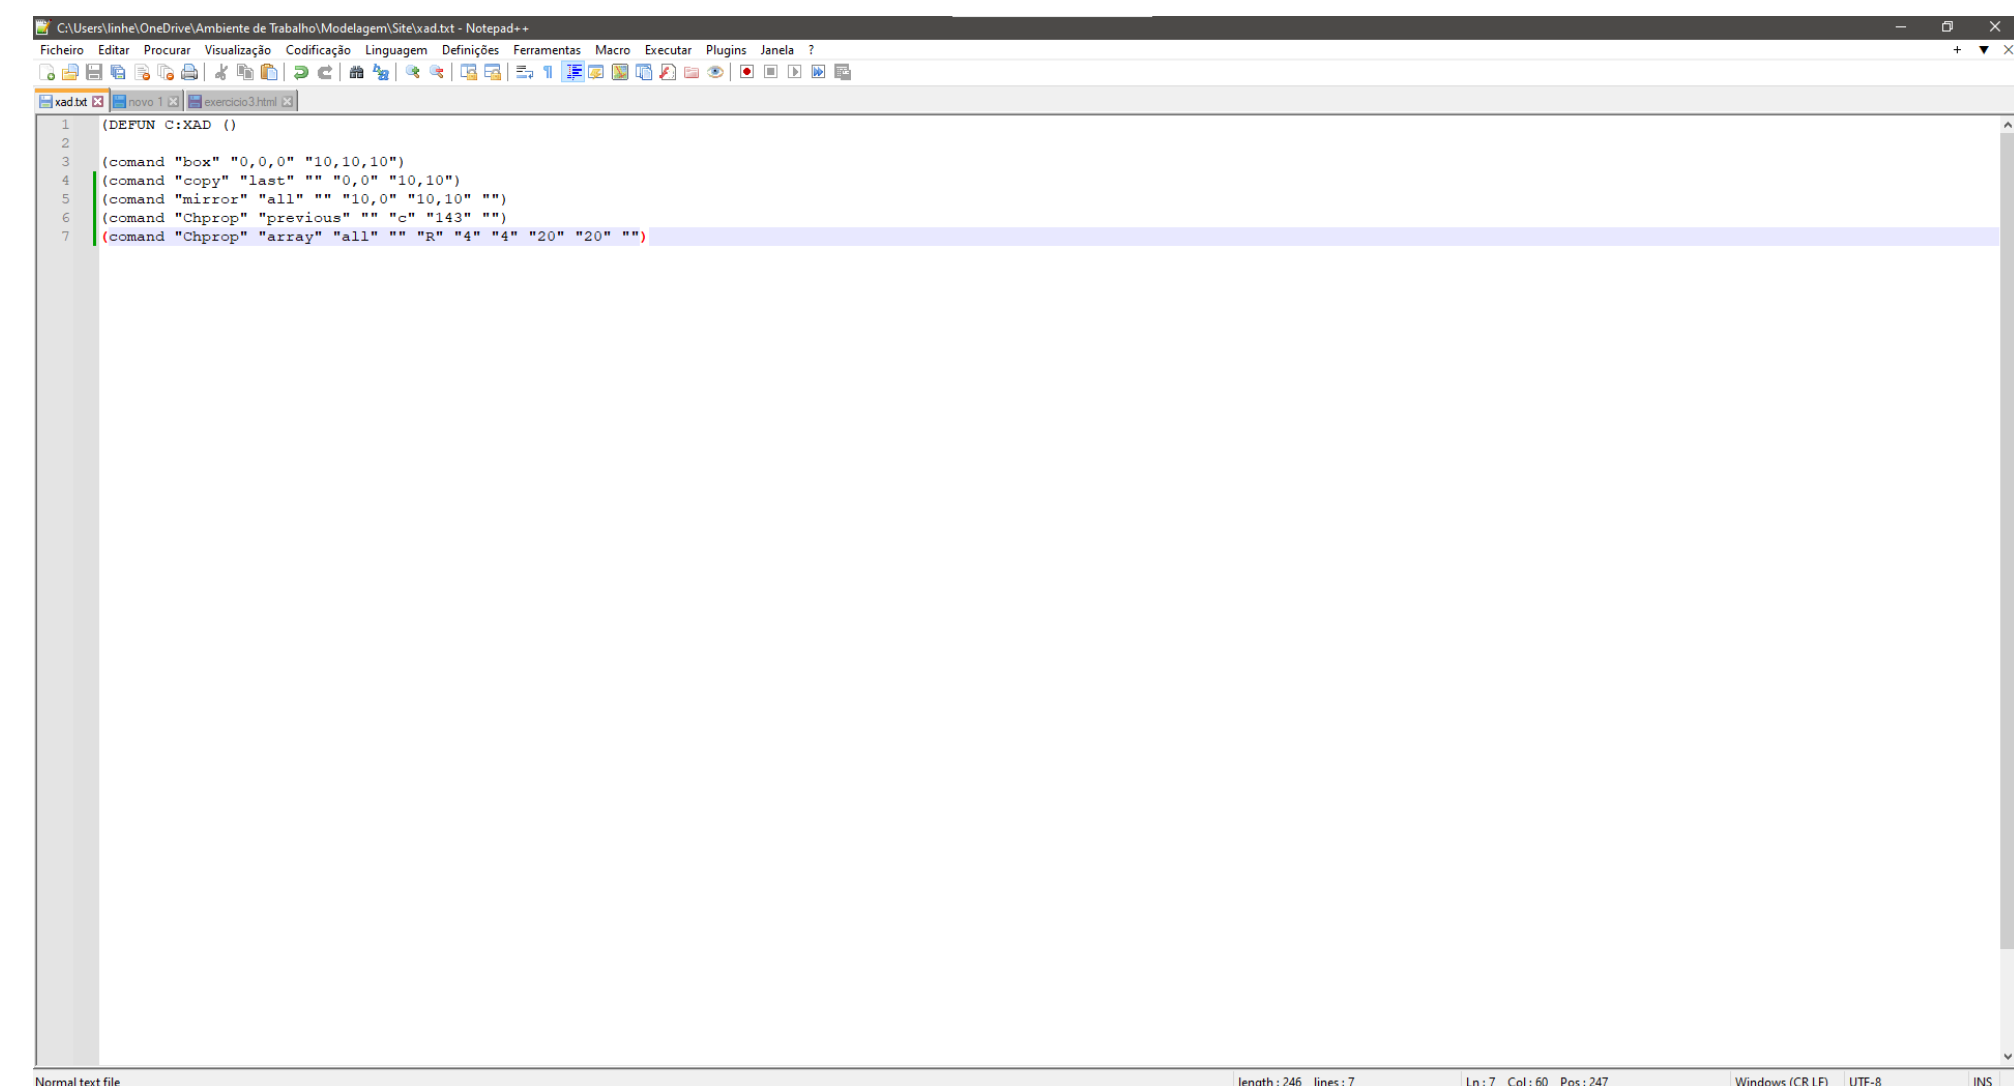 C:\Users\linhe\OneDrive\Ambiente de Trabalho\Modelagem\Site\xad.txt - Notepad++
Ficheiro Editar Procurar Visualização Codificação Linguagem Definições Ferramentas Macro Executar Plugins Janela ?
xad.txt novo 1 exercicio3.html
1 (DEFUN C:XAD ()
2
3 (comand "box" "0,0,0" "10,10,10")
4 (comand "copy" "last" "" "0,0" "10,10")
5 (comand "mirror" "all" "" "10,0" "10,10" "")
6 (comand "Chprop" "previous" "" "c" "143" "")
7 (comand "Chprop" "array" "all" "" "R" "4" "4" "20" "20" "")
Normal text file length : 246 lines : 7 Ln : 7 Col : 60 Pos : 247 Windows (CR LF) UTF-8 INS